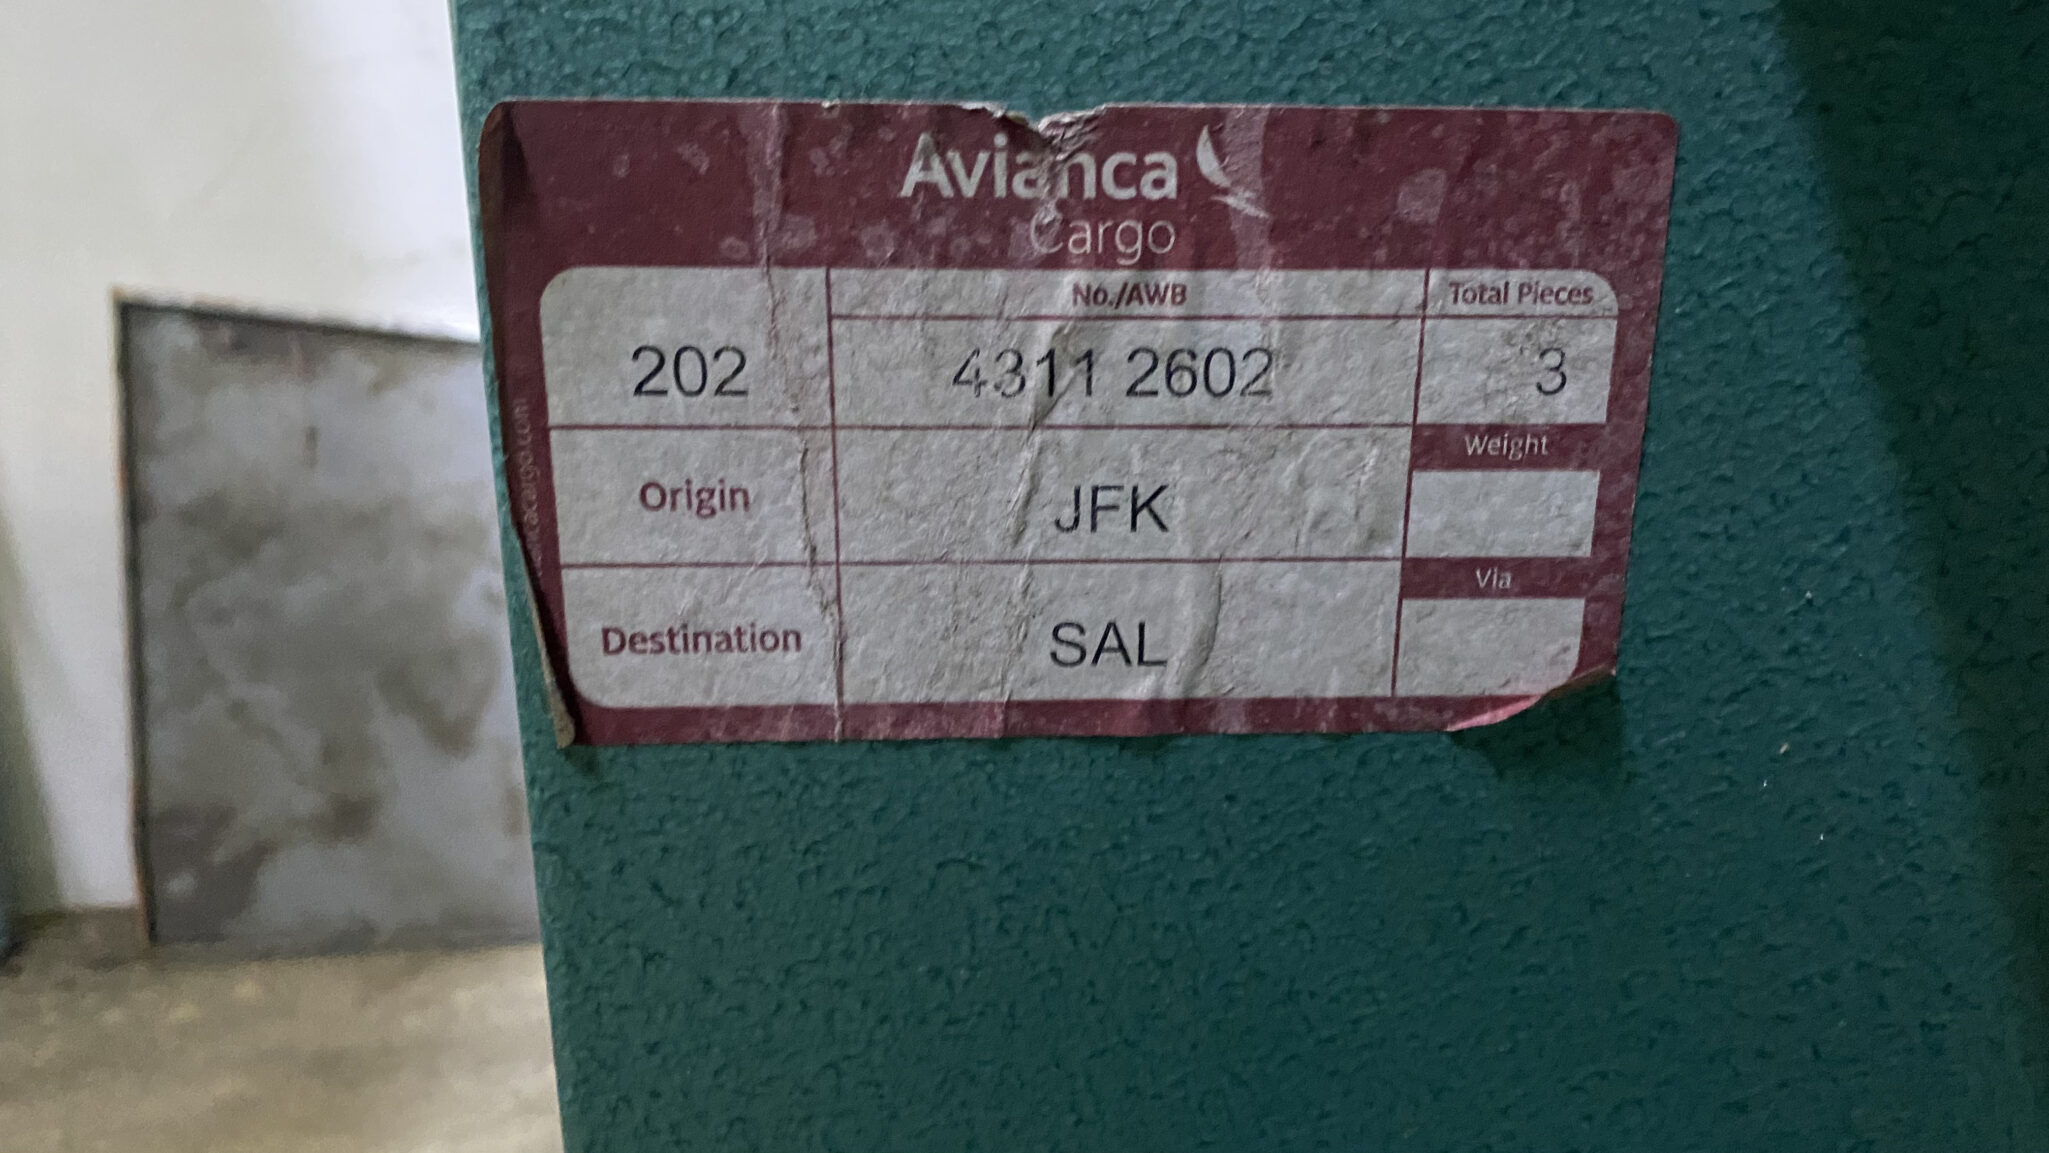 Avianca
Cargo
No./AWB
Total Pieces
202
4311 2602
3
Weight
Origin
JFK
Via
Destination
SAL